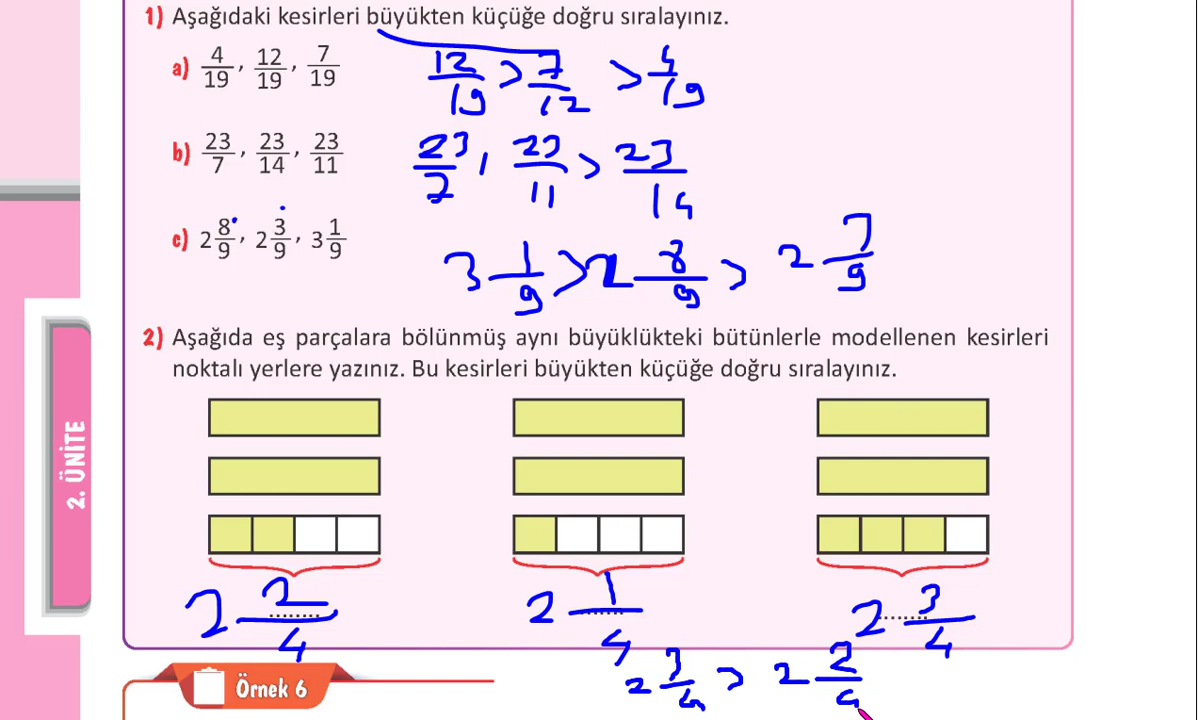 1) Aşağıdaki kesirleri büyükten küçüğe doğru sıralayınız.
a) 4/19, 12/19, 7/19
12/19 > 7/12 > 4/19
b) 23/7, 23/14, 23/11
23/7, 23/11 > 23/14
c) 2 8/9, 2 3/9, 3 1/9
3 1/9 > 2 8/9 > 2 7/9
2) Aşağıda eş parçalara bölünmüş aynı büyüklükteki bütünlerle modellenen kesirleri
noktalı yerlere yazınız. Bu kesirleri büyükten küçüğe doğru sıralayınız.
2. ÜNİTE
2 2/4
2 1/4
2 3/4
2 3/4 > 2 2/4
Örnek 6